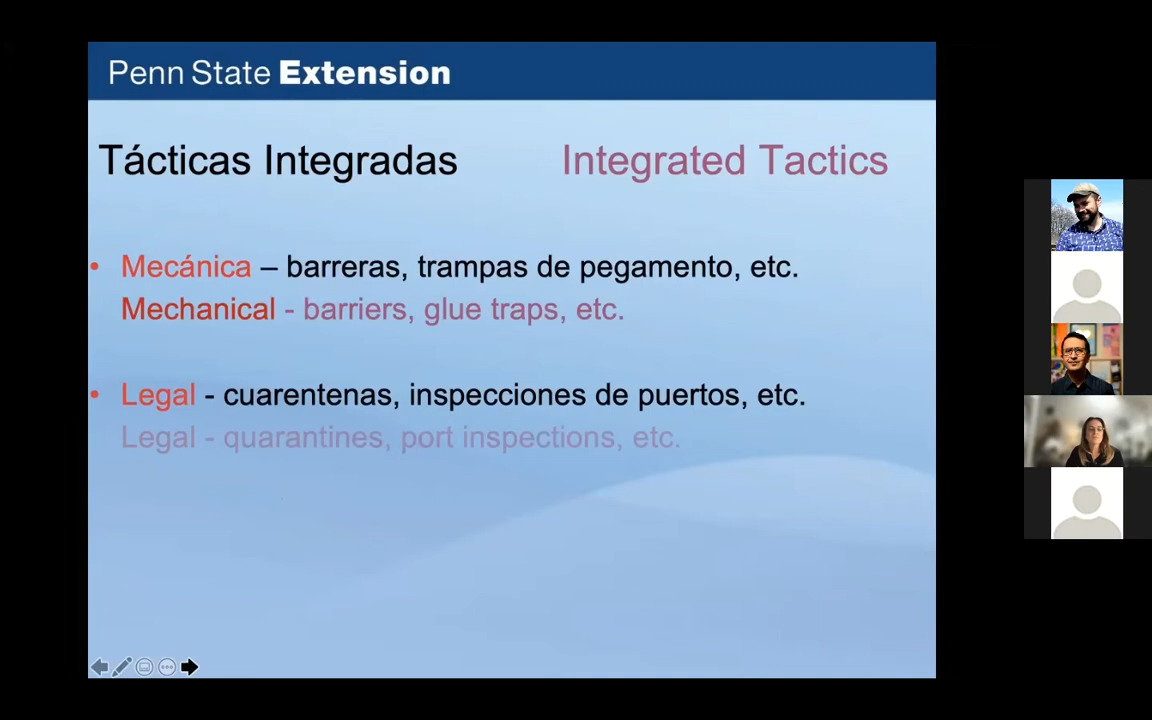 Penn State Extension
Tácticas Integradas Integrated Tactics
• Mecánica – barreras, trampas de pegamento, etc.
Mechanical - barriers, glue traps, etc.
• Legal - cuarentenas, inspecciones de puertos, etc.
Legal - quarantines, port inspections, etc.